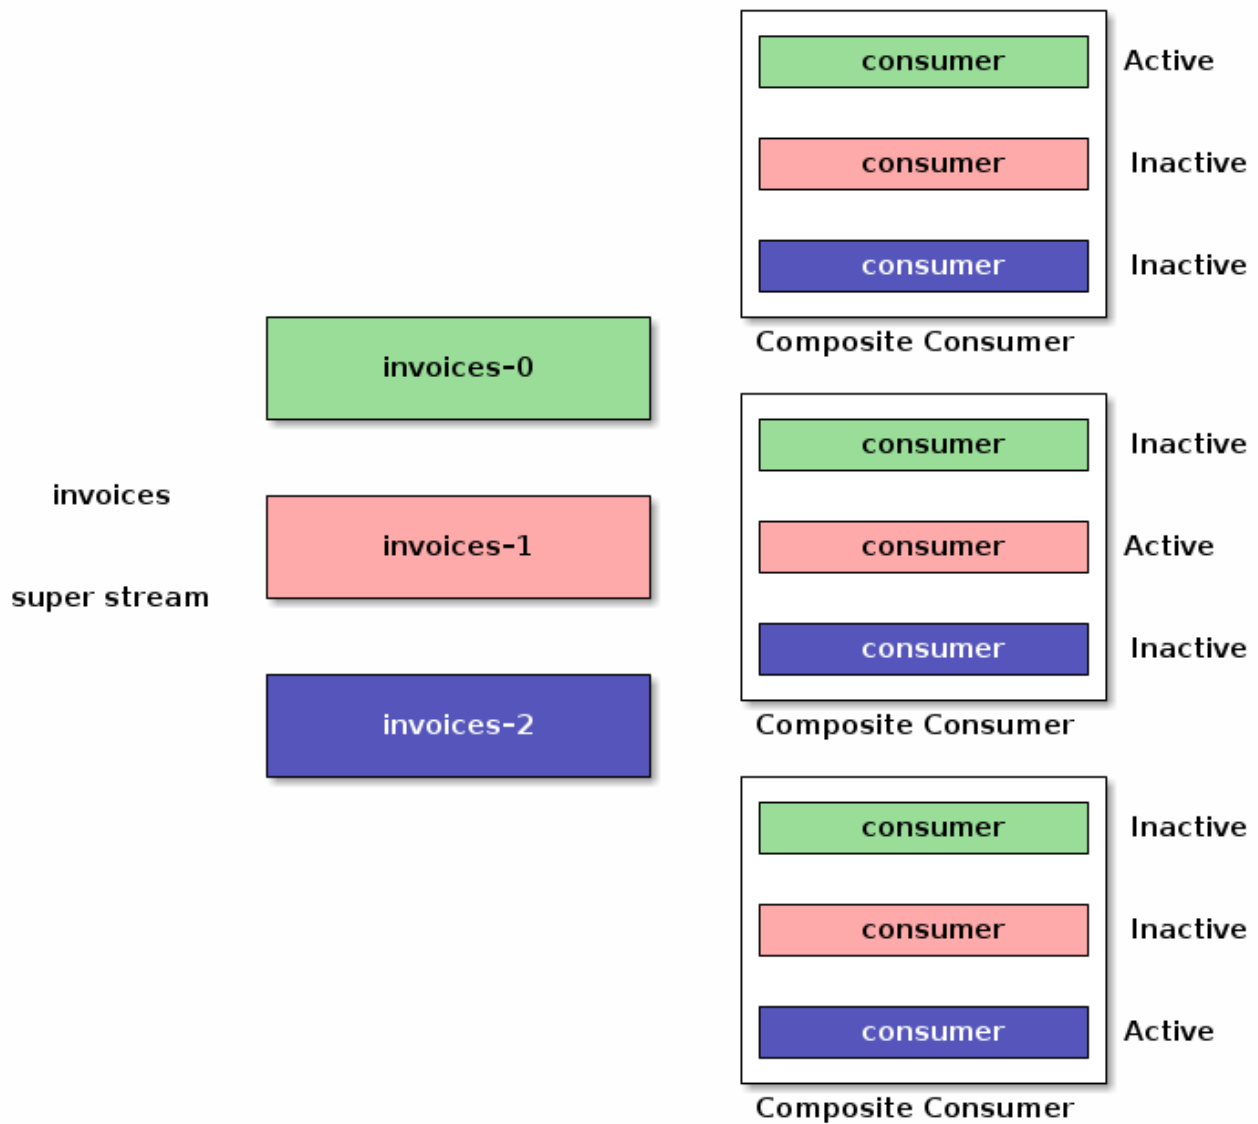 invoices
super stream
invoices-0
invoices-1
invoices-2
consumer Active
consumer Inactive
consumer Inactive
Composite Consumer
consumer Inactive
consumer Active
consumer Inactive
Composite Consumer
consumer Inactive
consumer Inactive
consumer Active
Composite Consumer